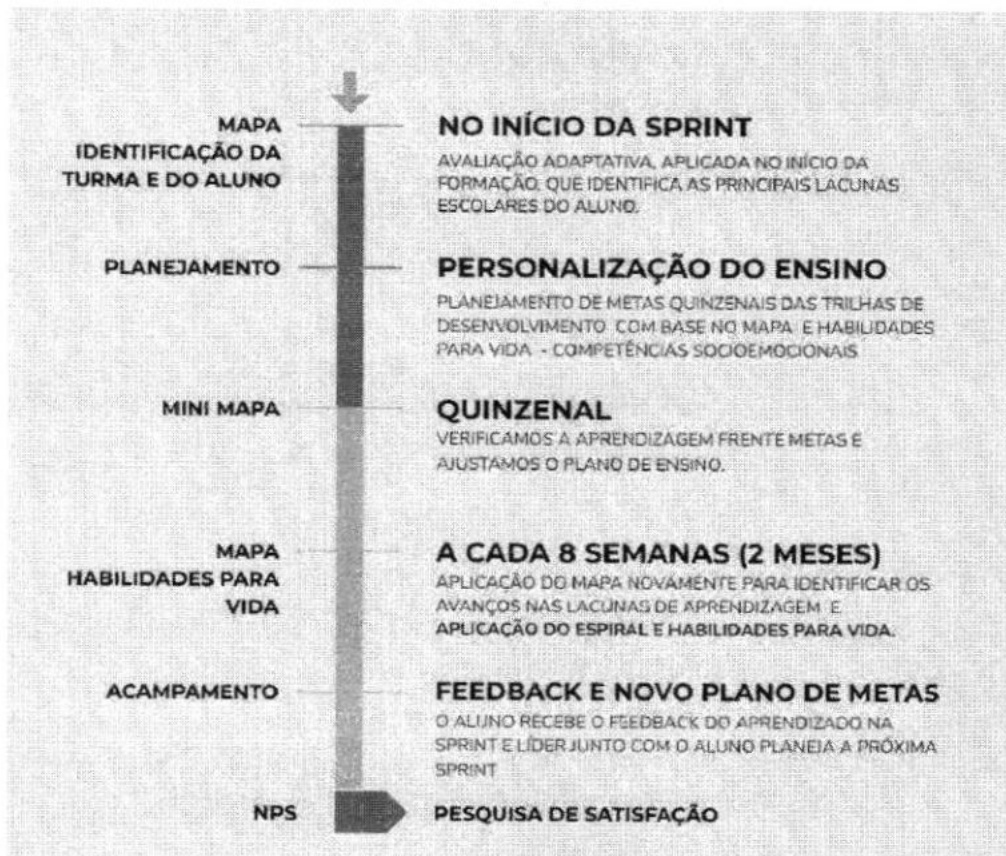 MAPA
IDENTIFICAÇÃO DA
TURMA E DO ALUNO
NO INÍCIO DA SPRINT
AVALIAÇÃO ADAPTATIVA, APLICADA NO INÍCIO DA
FORMAÇÃO, QUE IDENTIFICA AS PRINCIPAIS LACUNAS
ESCOLARES DO ALUNO.
PLANEJAMENTO
PERSONALIZAÇÃO DO ENSINO
PLANEJAMENTO DE METAS QUINZENAIS DAS TRILHAS DE
DESENVOLVIMENTO COM BASE NO MAPA E HABILIDADES
PARA VIDA - COMPETÊNCIAS SOCIOEMOCIONAIS
MINI MAPA
QUINZENAL
VERIFICAMOS A APRENDIZAGEM FRENTE METAS E
AJUSTAMOS O PLANO DE ENSINO.
MAPA
HABILIDADES PARA
VIDA
A CADA 8 SEMANAS (2 MESES)
APLICAÇÃO DO MAPA NOVAMENTE PARA IDENTIFICAR OS
AVANÇOS NAS LACUNAS DE APRENDIZAGEM E
APLICAÇÃO DO ESPIRAL E HABILIDADES PARA VIDA.
ACAMPAMENTO
FEEDBACK E NOVO PLANO DE METAS
O ALUNO RECEBE O FEEDBACK DO APRENDIZADO NA
SPRINT E LÍDER JUNTO COM O ALUNO PLANEJA A PRÓXIMA
SPRINT
NPS
PESQUISA DE SATISFAÇÃO